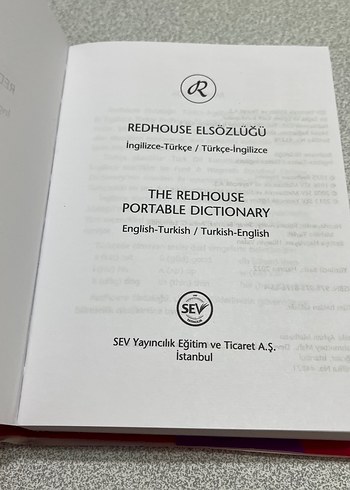 R
REDHOUSE ELSÖZLÜĞÜ
İngilizce-Türkçe / Türkçe-İngilizce
THE REDHOUSE
PORTABLE DICTIONARY
English-Turkish / Turkish-English
SEV
SEV Yayıncılık Eğitim ve Ticaret A.Ş.
İstanbul